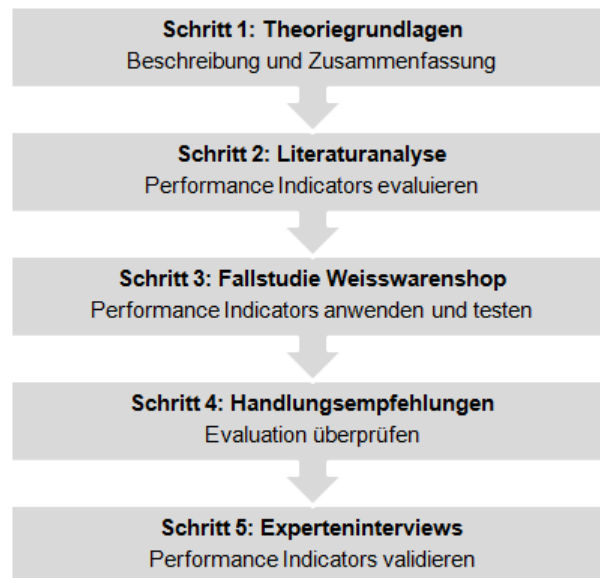 Schritt 1: Theoriegrundlagen
Beschreibung und Zusammenfassung
Schritt 2: Literaturanalyse
Performance Indicators evaluieren
Schritt 3: Fallstudie Weisswarenshop
Performance Indicators anwenden und testen
Schritt 4: Handlungsempfehlungen
Evaluation überprüfen
Schritt 5: Experteninterviews
Performance Indicators validieren